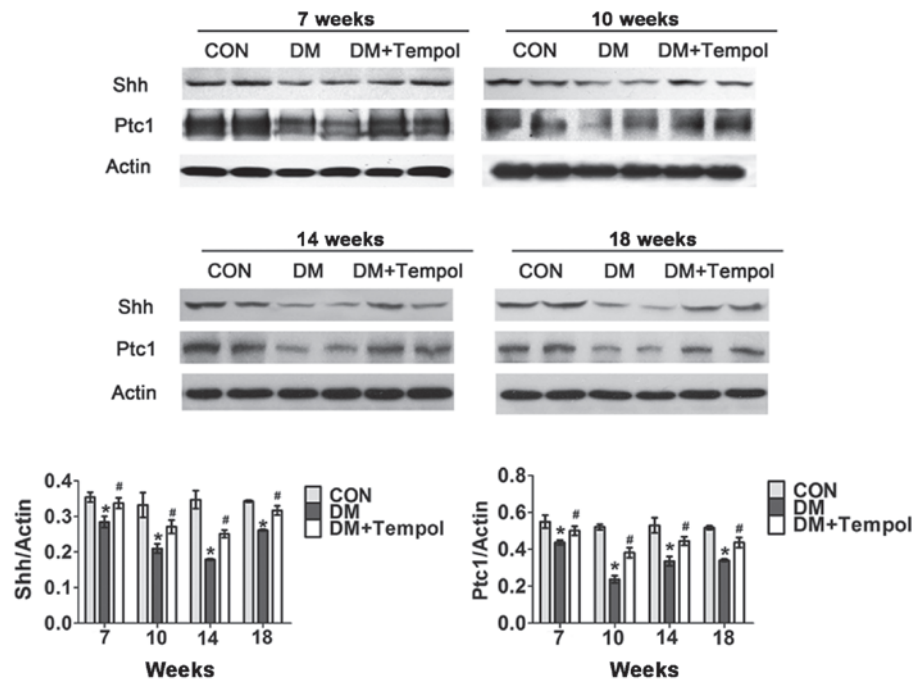 7 weeks 10 weeks
CON DM DM+Tempol CON DM DM+Tempol
Shh
Ptc1
Actin
14 weeks 18 weeks
CON DM DM+Tempol CON DM DM+Tempol
Shh
Ptc1
Actin
Shh/Actin
0.4
0.3
0.2
0.1
0.0
* # * # * # * #
7 10 14 18
Weeks
CON
DM
DM+Tempol
Ptc1/Actin
0.8
0.6
0.4
0.2
0.0
* # * # * # * #
7 10 14 18
Weeks
CON
DM
DM+Tempol